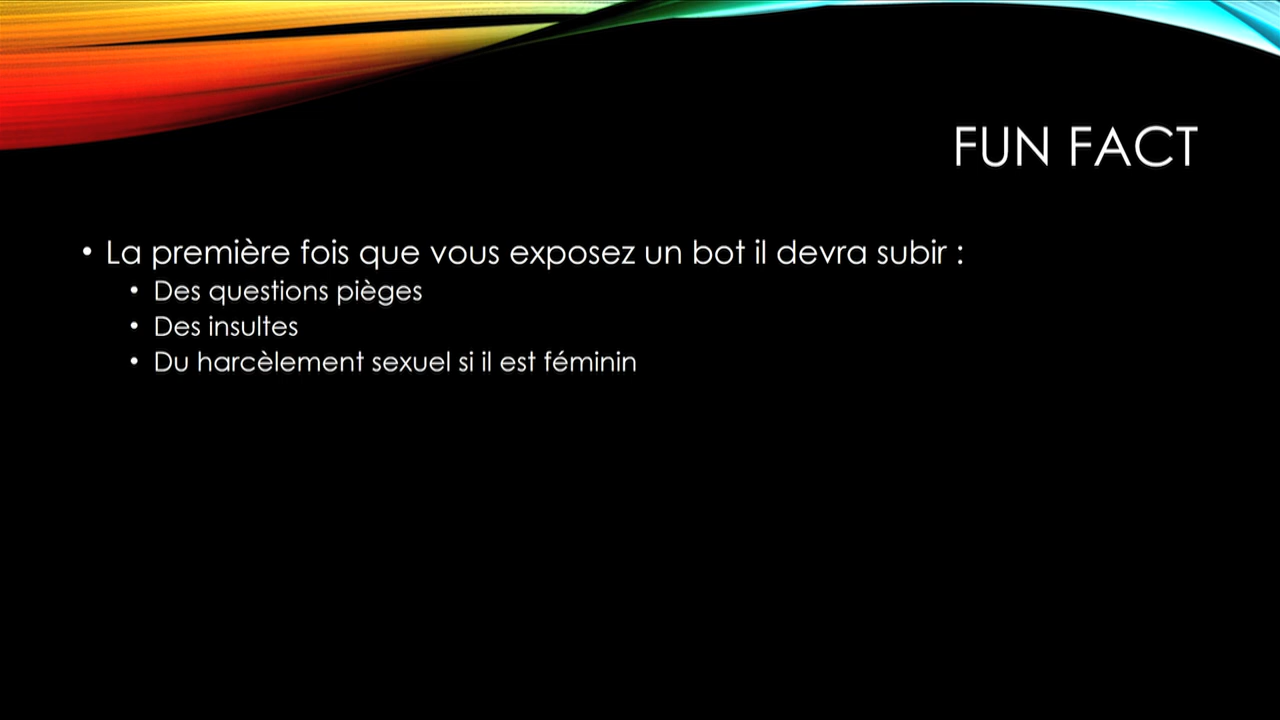 FUN FACT
• La première fois que vous exposez un bot il devra subir :
• Des questions pièges
• Des insultes
• Du harcèlement sexuel si il est féminin